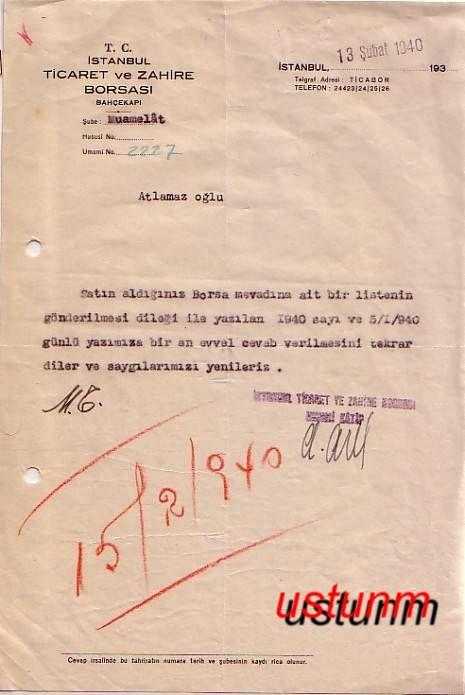 T. C.
İSTANBUL
TİCARET ve ZAHİRE
BORSASI
BAHÇEKAPI
Şube: Muamelât
Hususî No.
Umumî No. 2227
13 Şubat 1940
İSTANBUL, 193
Telgraf Adresi : TİCABOR
TELEFON : 24423|24|25|26
Atlamaz oğlu
Satın aldığınız Borsa mevadına ait bir listenin
gönderilmesi dileği ile yazılan 1940 sayı ve 5/1/940
günlü yazımıza bir an evvel cevab verilmesini tekrar
diler ve saygılarımızı yenileriz .
M.T.
İSTANBUL TİCARET VE ZAHİRE BORSASI
UMUMİ KATİP
15/2/940
ustunm
Cevap irsalinde bu tahriratın numara tarih ve şubesinin kaydı rica olunur.